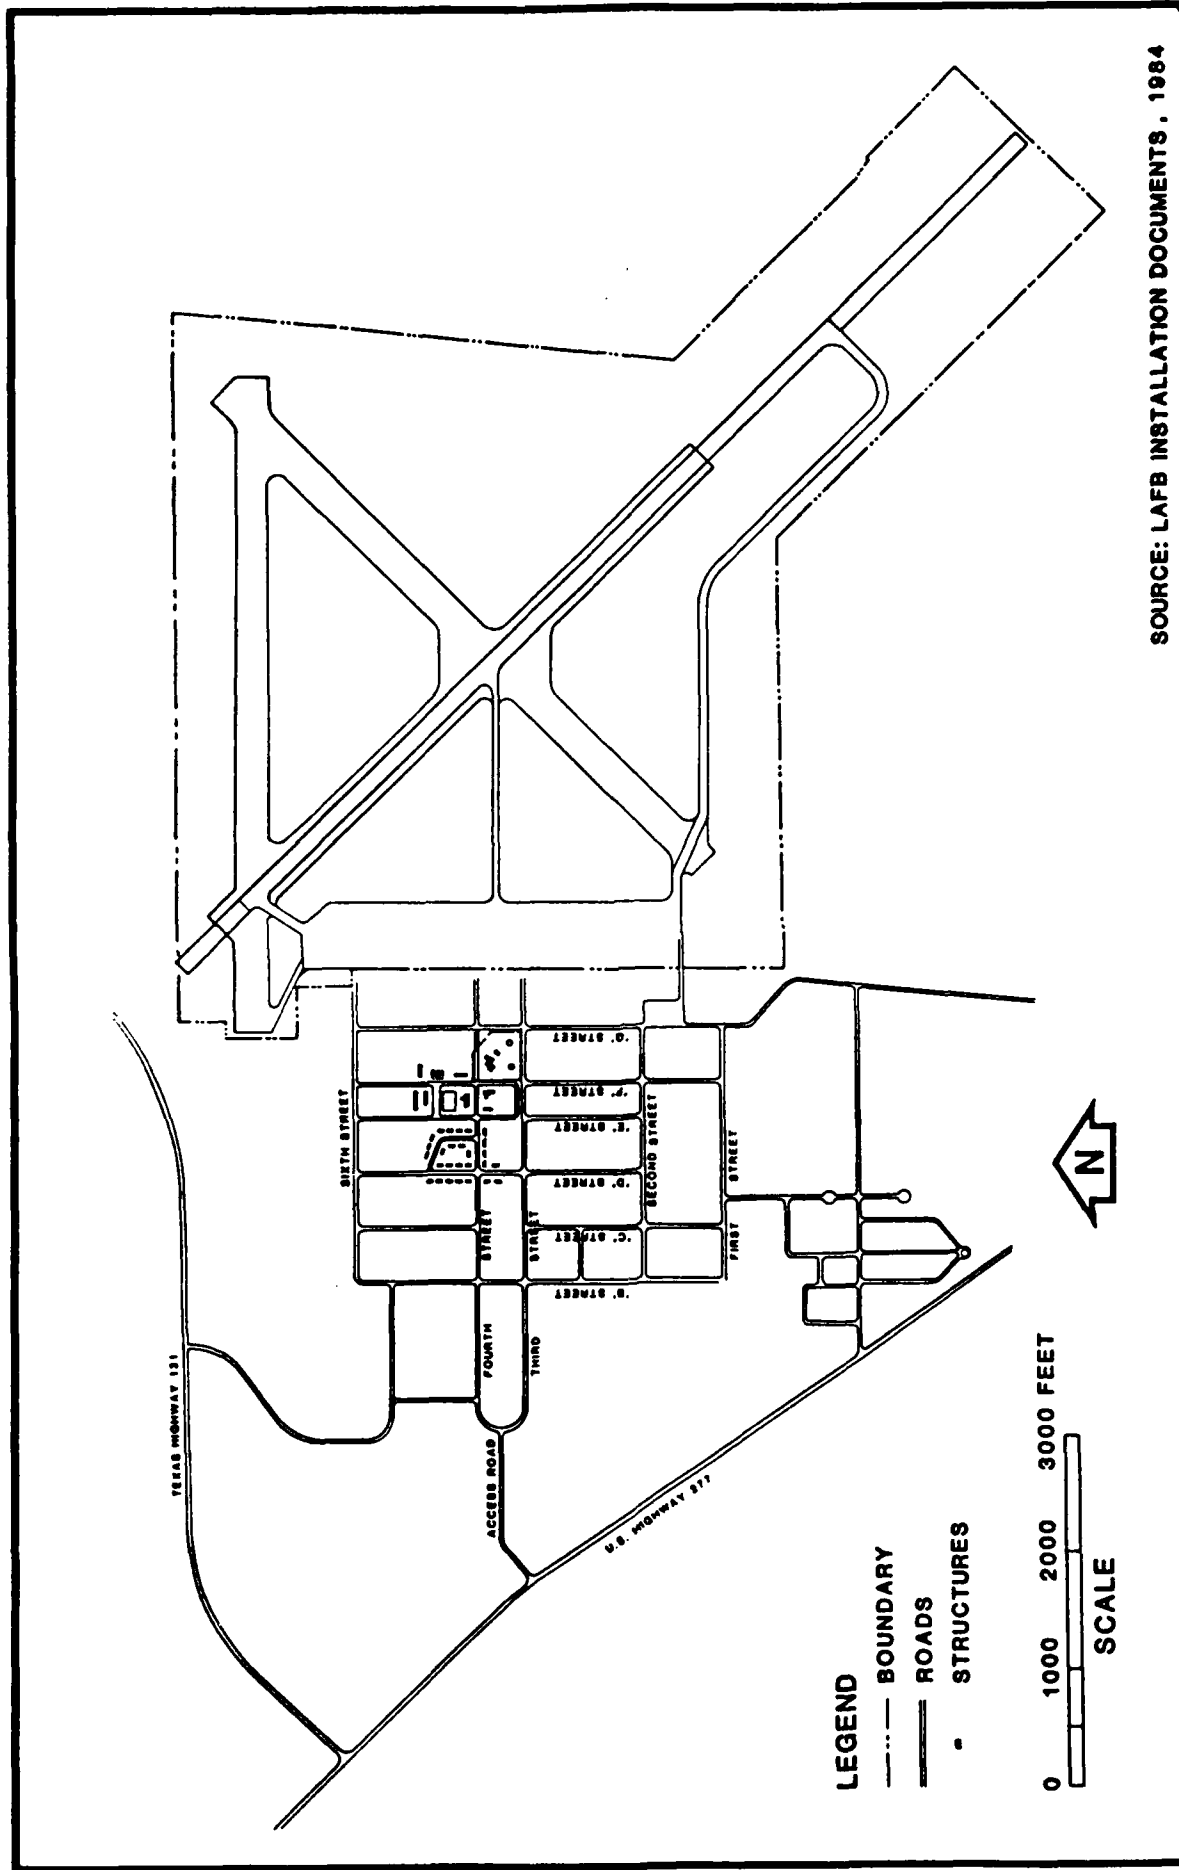 TEXAS HIGHWAY 131
SIXTH STREET
ACCESS ROAD
FOURTH STREET
THIRD STREET
'B' STREET
'C' STREET
'D' STREET
'E' STREET
'F' STREET
'G' STREET
SECOND STREET
FIRST STREET
U.S. HIGHWAY 277
LEGEND
BOUNDARY
ROADS
STRUCTURES
0 1000 2000 3000 FEET
SCALE
N
SOURCE: LAFB INSTALLATION DOCUMENTS, 1984